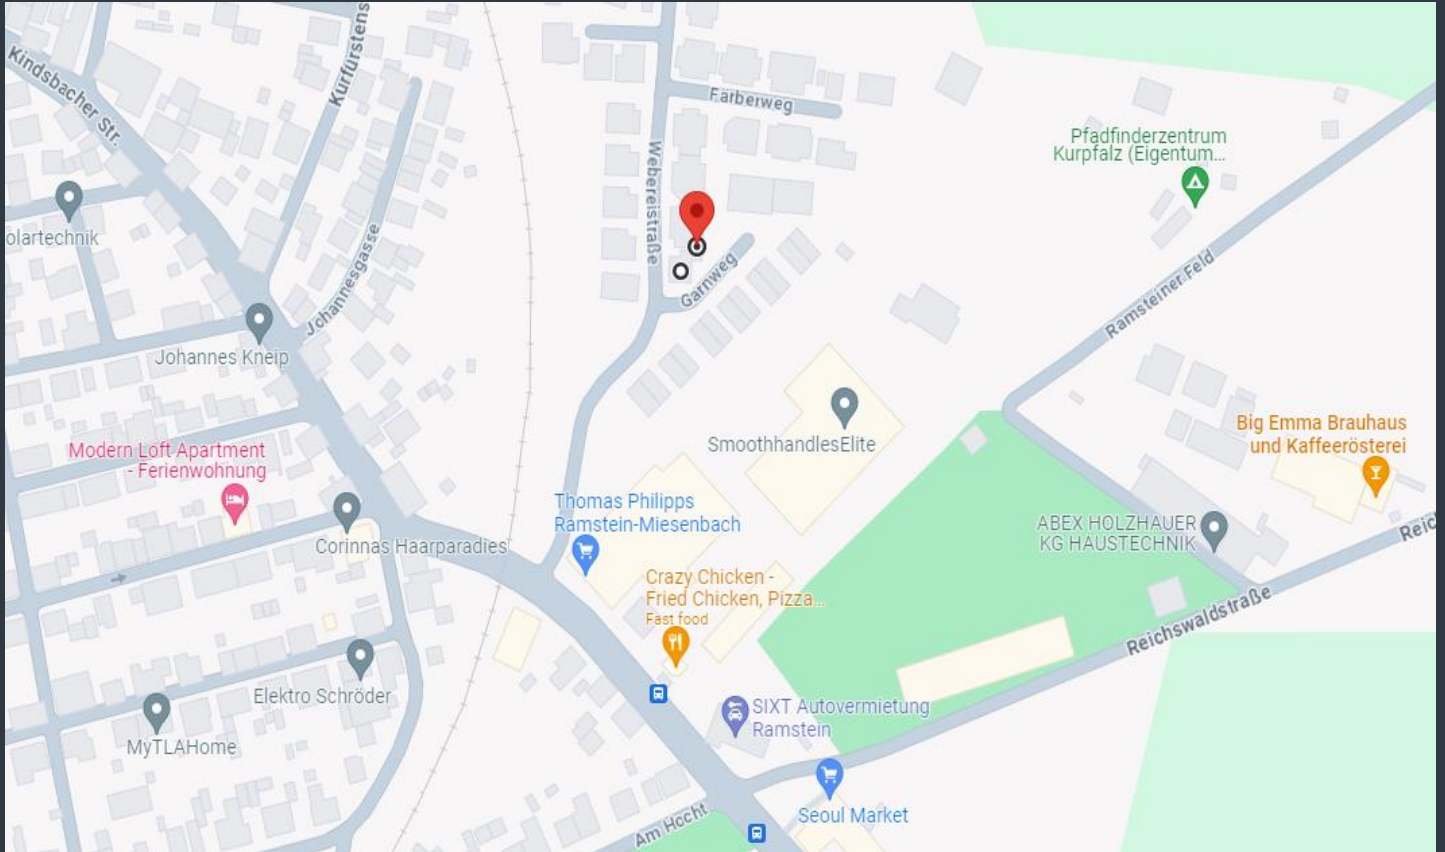 Kindsbacher Str.
Kurfürstens
Färberweg
Webereistraße
Pfadfinderzentrum
Kurpfalz (Eigentum...
olartechnik
Johannesgasse
Garnweg
Ramsteiner Feld
Johannes Kneip
SmoothhandlesElite
Modern Loft Apartment
- Ferienwohnung
Big Emma Brauhaus
und Kaffeerösterei
Thomas Philipps
Ramstein-Miesenbach
ABEX HOLZHAUER
KG HAUSTECHNIK
Reic
Corinnas Haarparadies
Crazy Chicken -
Fried Chicken, Pizza...
Fast food
Reichswaldstraße
Elektro Schröder
SIXT Autovermietung
Ramstein
MyTLAHome
Seoul Market
Am Hocht